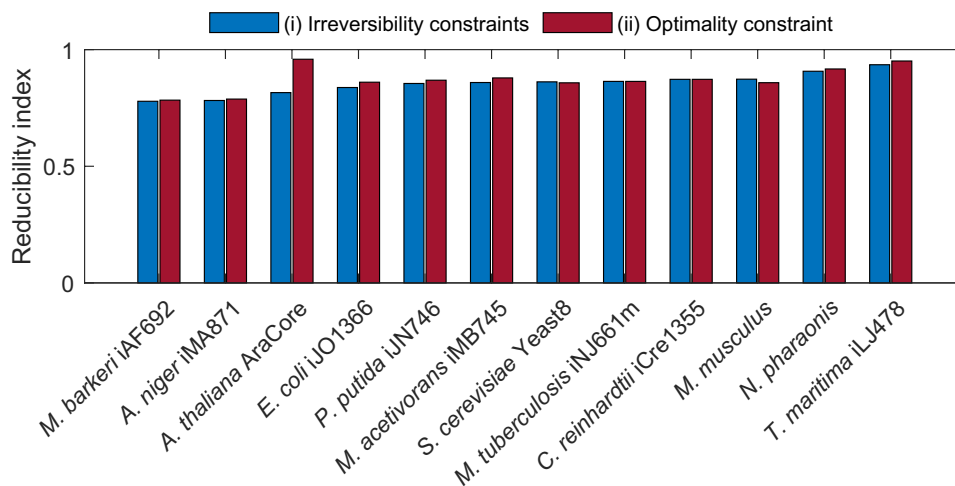 (i) Irreversibility constraints (ii) Optimality constraint
Reducibility index
1
0.5
0
M. barkeri iAF692
A. niger iMA871
A. thaliana AraCore
E. coli iJO1366
P. putida iJN746
M. acetivorans iMB745
S. cerevisiae Yeast8
M. tuberculosis iNJ661m
C. reinhardtii iCre1355
M. musculus
N. pharaonis
T. maritima iLJ478